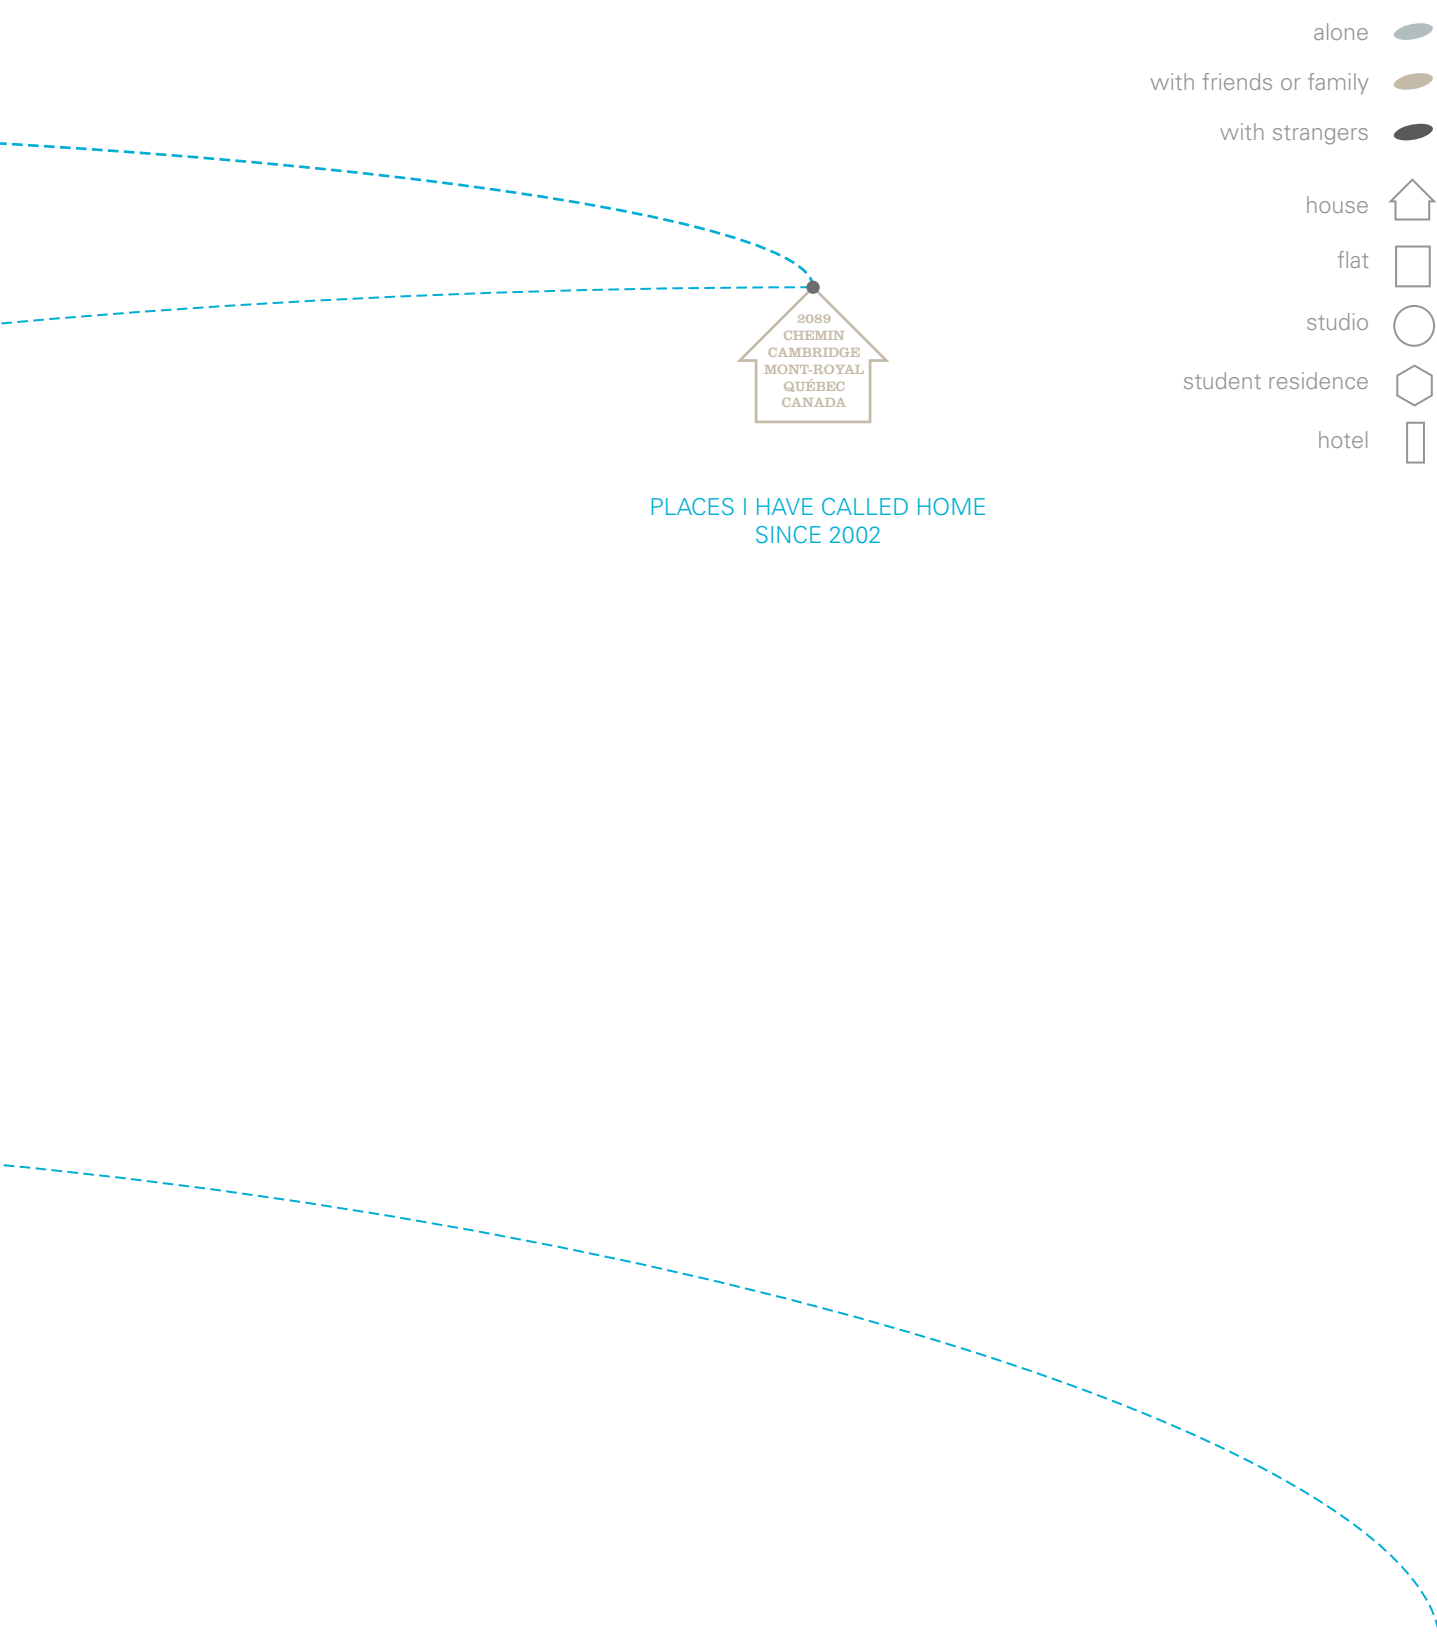 alone
with friends or family
with strangers
house
flat
studio
student residence
hotel
2089
CHEMIN
CAMBRIDGE
MONT-ROYAL
QUÉBEC
CANADA
PLACES I HAVE CALLED HOME
SINCE 2002